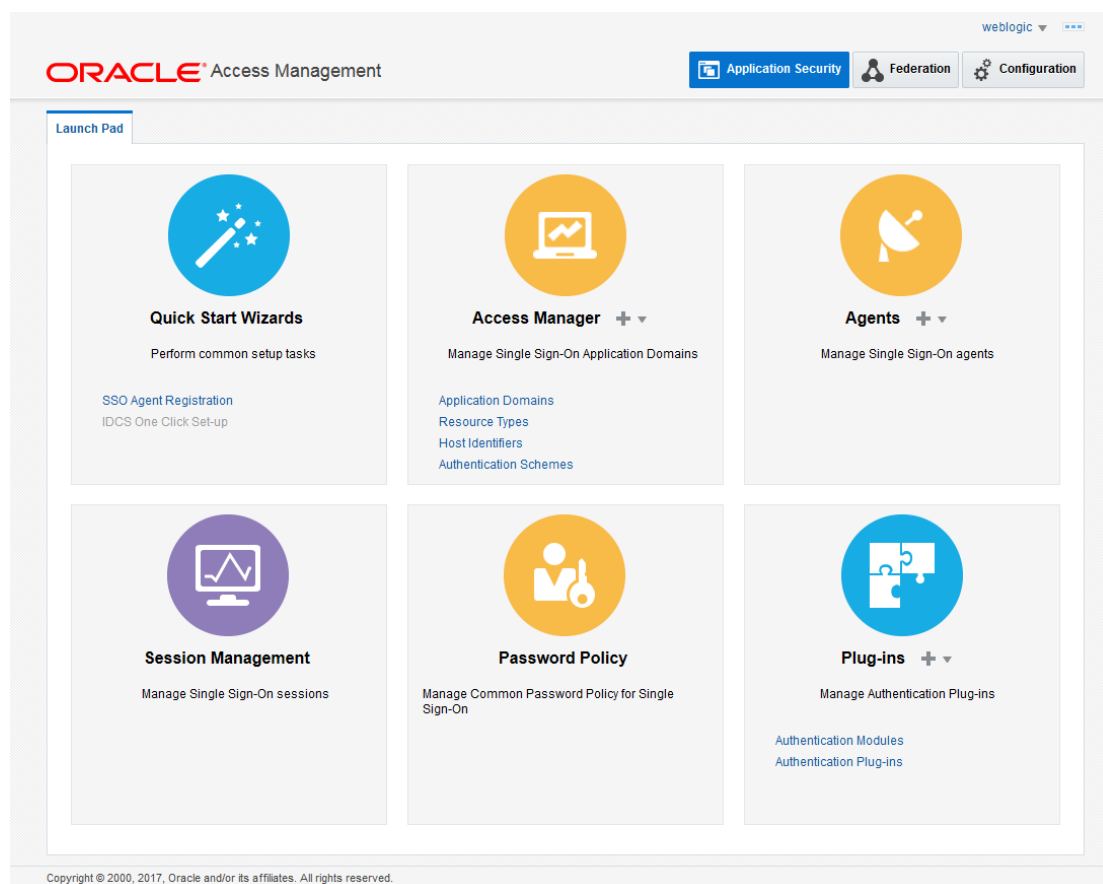 weblogic
ORACLE Access Management
Application Security
Federation
Configuration
Launch Pad
Quick Start Wizards
Perform common setup tasks
SSO Agent Registration
IDCS One Click Set-up
Access Manager
Manage Single Sign-On Application Domains
Application Domains
Resource Types
Host Identifiers
Authentication Schemes
Agents
Manage Single Sign-On agents
Session Management
Manage Single Sign-On sessions
Password Policy
Manage Common Password Policy for Single
Sign-On
Plug-ins
Manage Authentication Plug-ins
Authentication Modules
Authentication Plug-ins
Copyright © 2000, 2017, Oracle and/or its affiliates. All rights reserved.